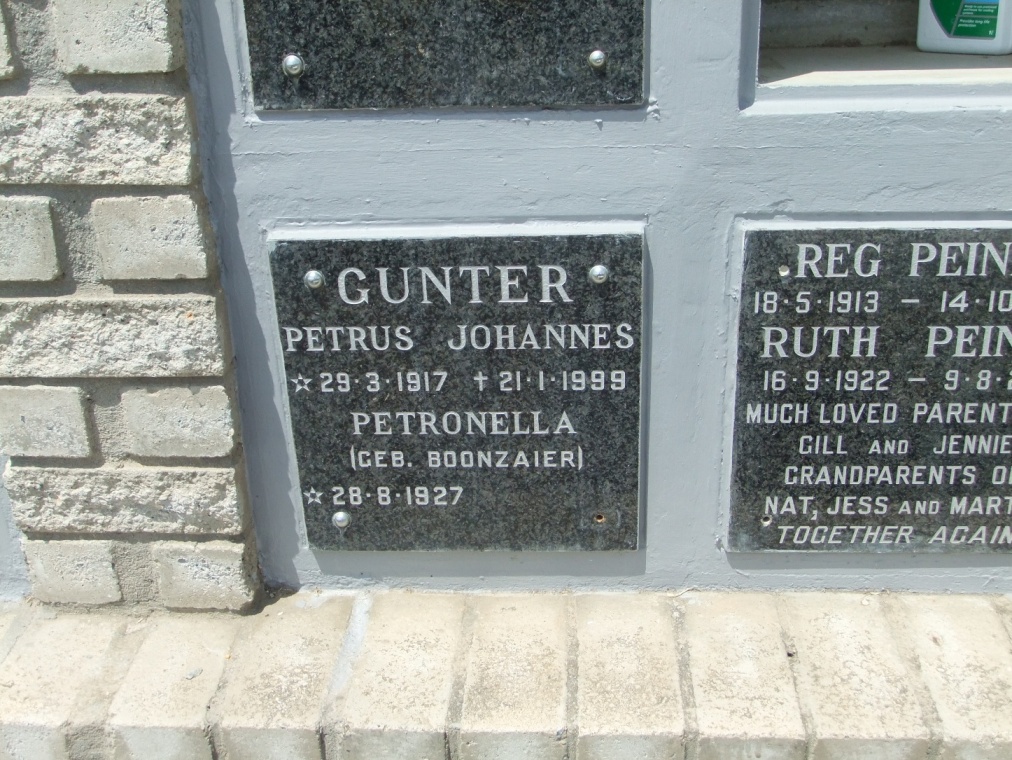 GUNTER
PETRUS JOHANNES
☆ 29·3·1917 ✝ 21·1·1999
PETRONELLA
(GEB. BOONZAIER)
☆ 28·8·1927
REG PEIN
18·5·1913 — 14·10
RUTH PEIN
16·9·1922 — 9·8·2
MUCH LOVED PARENT
GILL AND JENNIE
GRANDPARENTS O
NAT, JESS AND MART
TOGETHER AGAIN